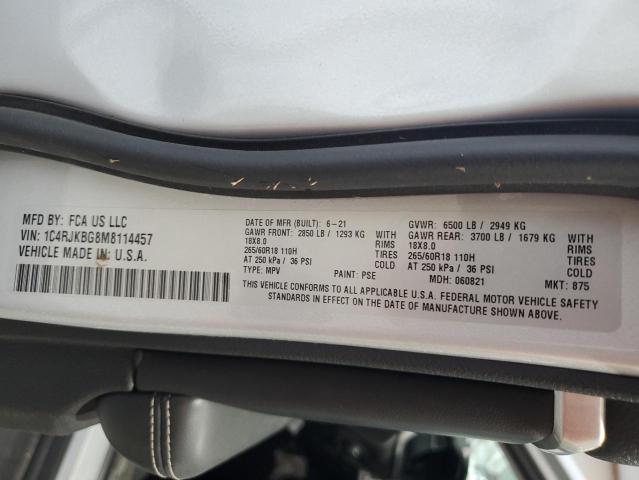 MFD BY: FCA US LLC
VIN: 1C4RJKBG8M8114457
VEHICLE MADE IN: U.S.A.
DATE OF MFR (BUILT): 6-21
GAWR FRONT: 2850 LB / 1293 KG
18X8.0 RIMS
265/60R18 110H TIRES
AT 250 kPa / 36 PSI COLD
TYPE: MPV PAINT: PSE
GVWR: 6500 LB / 2949 KG
GAWR REAR: 3700 LB / 1679 KG
18X8.0 RIMS
265/60R18 110H TIRES
AT 250 kPa / 36 PSI COLD
MDH: 060821 MKT: 875
THIS VEHICLE CONFORMS TO ALL APPLICABLE U.S.A. FEDERAL MOTOR VEHICLE SAFETY
STANDARDS IN EFFECT ON THE DATE OF MANUFACTURE SHOWN ABOVE.